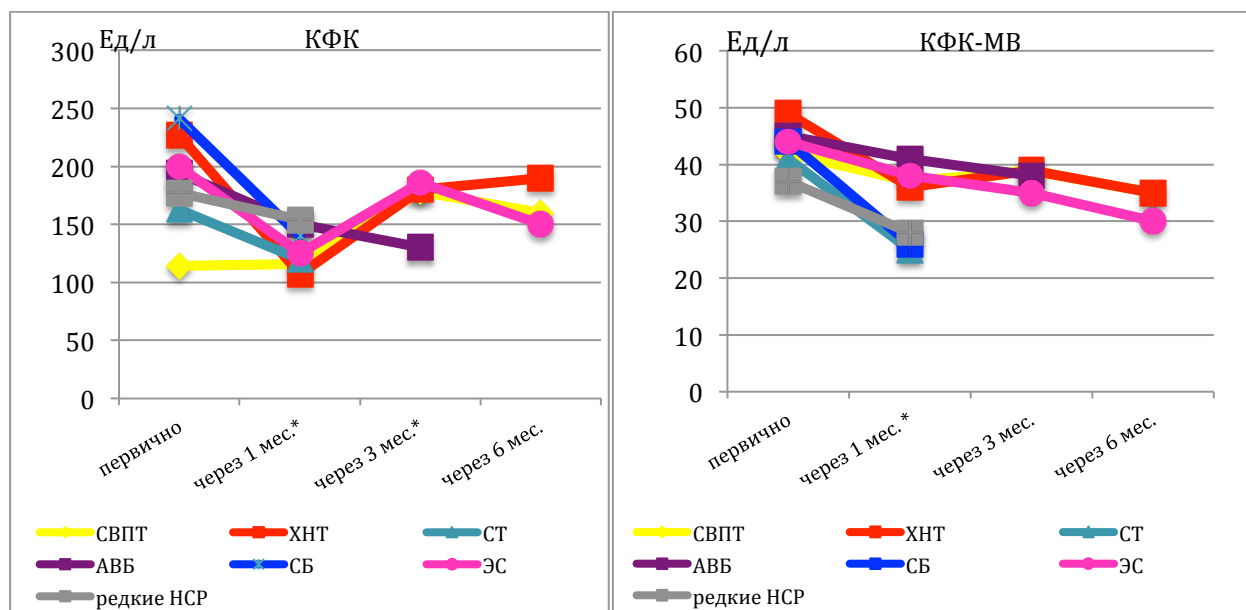 Ед/л КФК
300
250
200
150
100
50
0
первично
через 1 мес.*
через 3 мес.*
через 6 мес.
СВПТ ХНТ СТ
АВБ СБ ЭС
редкие НСР
Ед/л КФК-МВ
60
50
40
30
20
10
0
первично
через 1 мес.*
через 3 мес.
через 6 мес.
СВПТ ХНТ СТ
АВБ СБ ЭС
редкие НСР